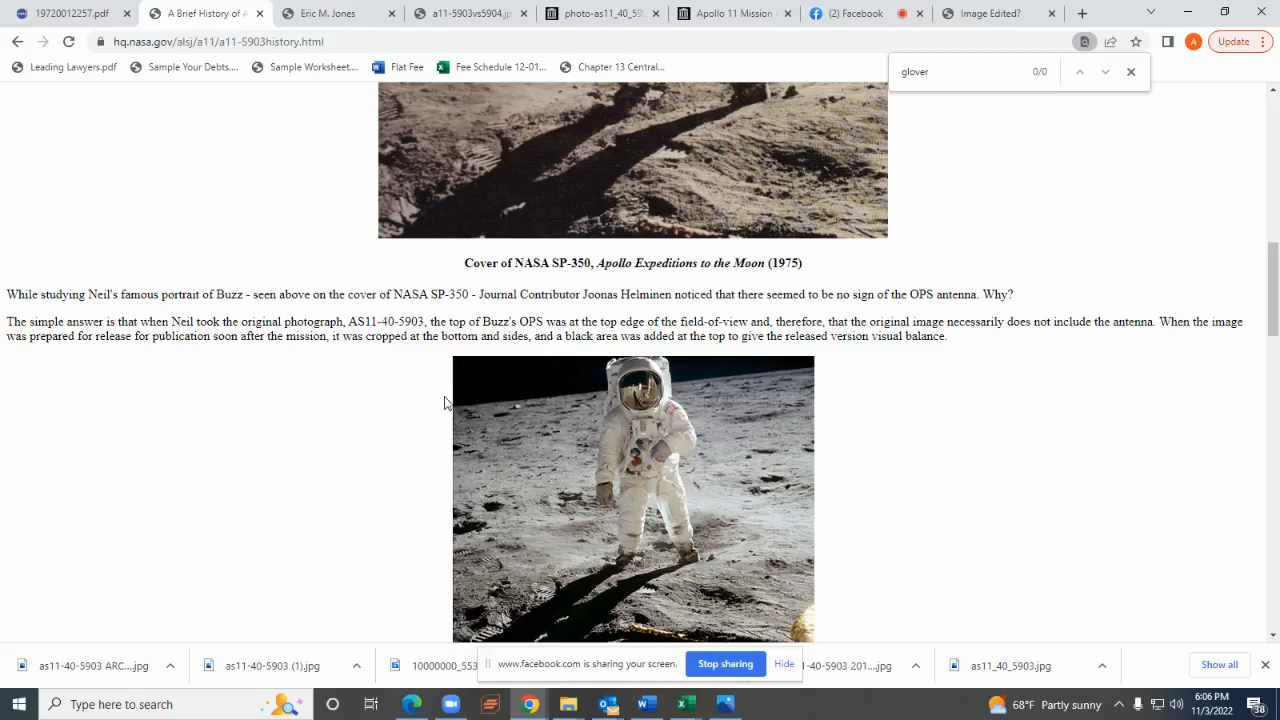 19720012257.pdf
A Brief History of A
Eric M. Jones
a11-5903vs5904.jp
photo-as11_40_59
Apollo 11 Mission
(2) Facebook
Image Edited?
hq.nasa.gov/alsj/a11/a11-5903history.html
A
Update
Leading Lawyers.pdf
Sample Your Debts....
Sample Worksheet....
Flat Fee
Fee Schedule 12-01...
Chapter 13 Central...
glover
0/0
Cover of NASA SP-350, Apollo Expeditions to the Moon (1975)
While studying Neil's famous portrait of Buzz - seen above on the cover of NASA SP-350 - Journal Contributor Joonas Helminen noticed that there seemed to be no sign of the OPS antenna. Why?
The simple answer is that when Neil took the original photograph, AS11-40-5903, the top of Buzz's OPS was at the top edge of the field-of-view and, therefore, that the original image necessarily does not include the antenna. When the image
was prepared for release for publication soon after the mission, it was cropped at the bottom and sides, and a black area was added at the top to give the released version visual balance.
as11-40-5903 ARC....jpg
as11-40-5903 (1).jpg
10000000_553
www.facebook.com is sharing your screen.
Stop sharing
Hide
-40-5903 201....jpg
as11_40_5903.jpg
Show all
Type here to search
68°F Partly sunny
6:06 PM
11/3/2022
38